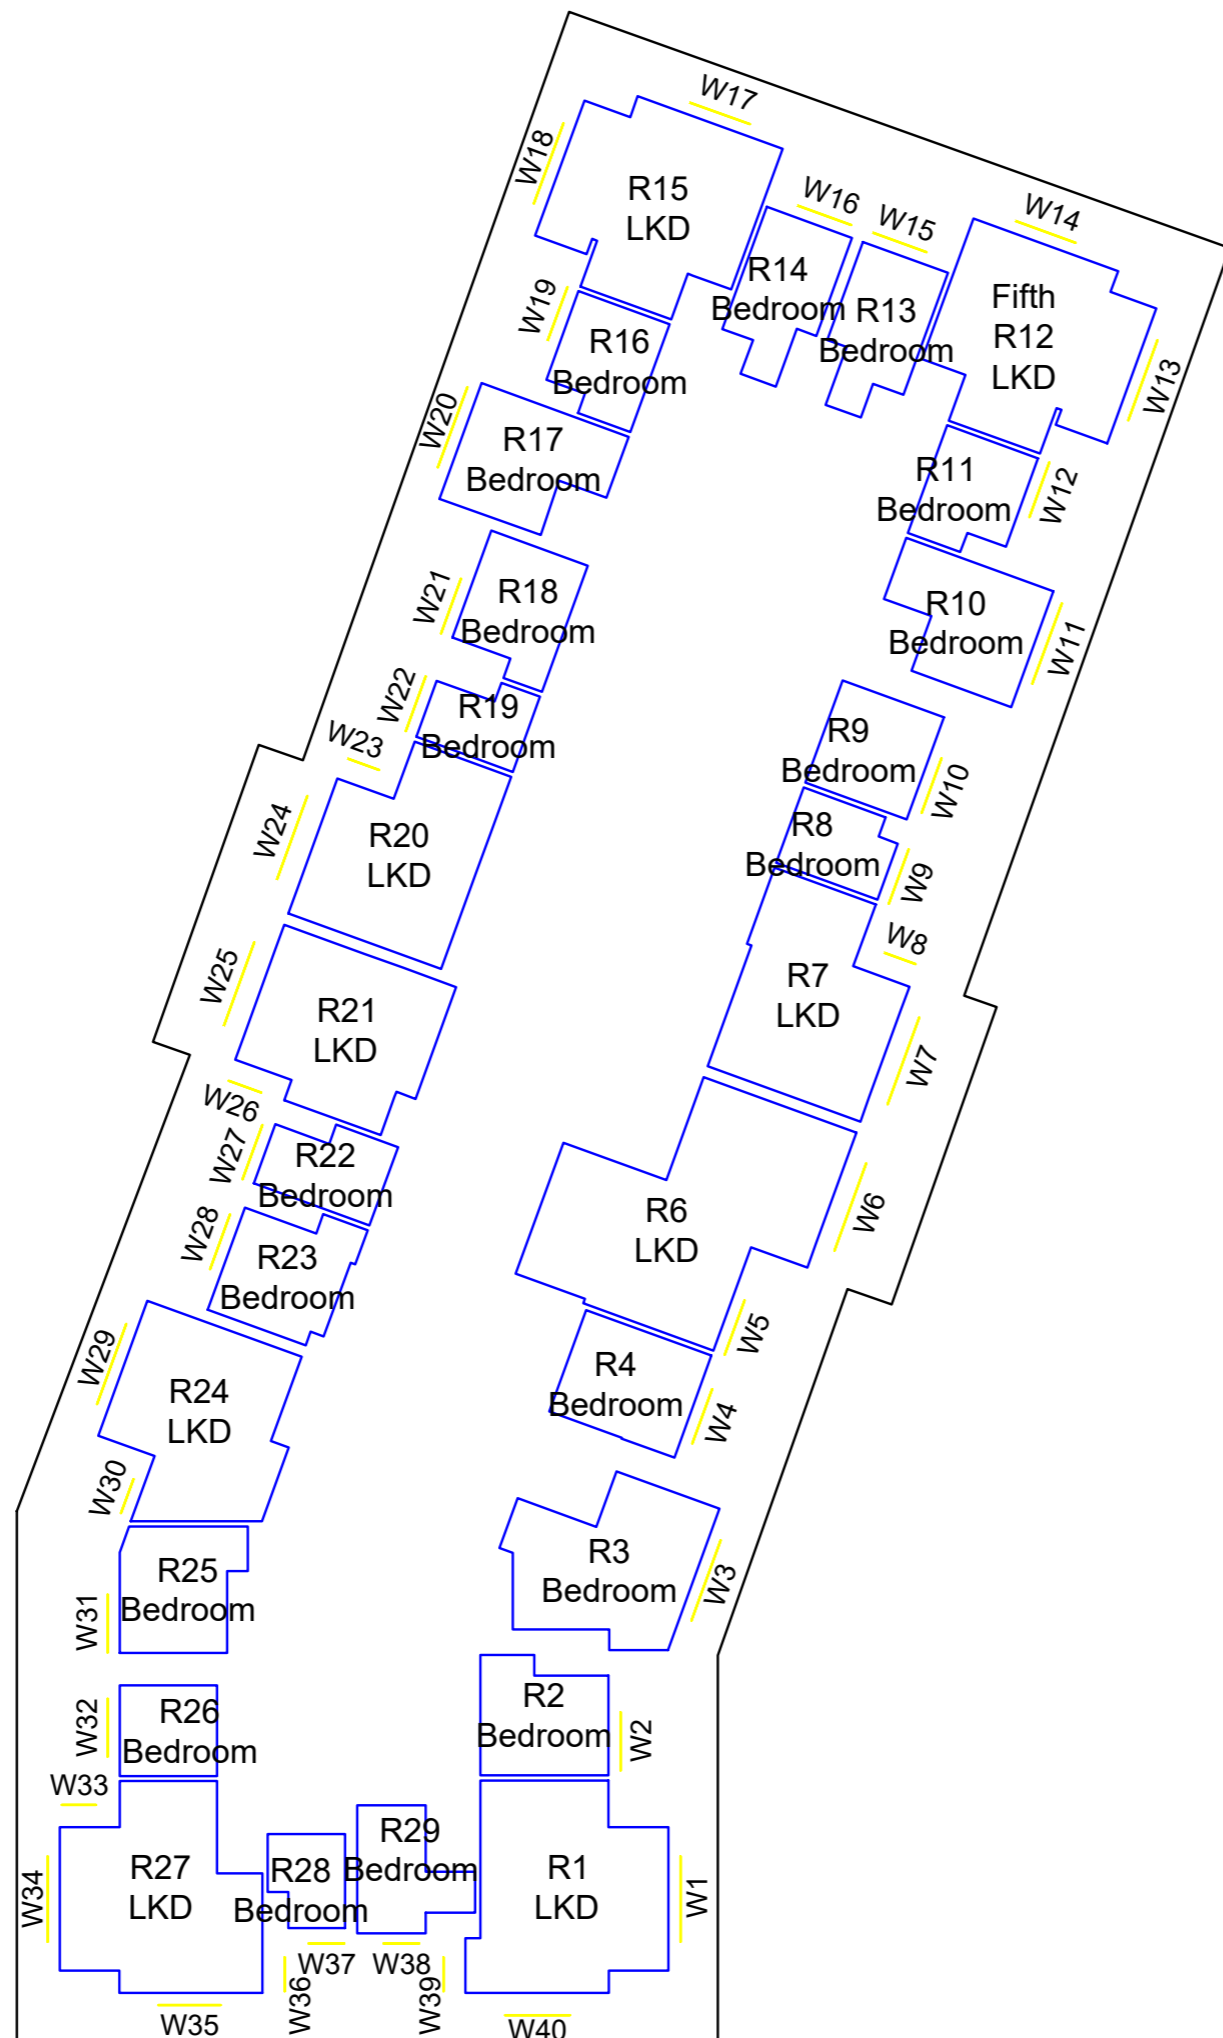 W17
W18
R15
LKD
W16
W15
W14
R14
Bedroom
R13
Bedroom
Fifth
R12
LKD
W13
W19
R16
Bedroom
W20
R17
Bedroom
R11
Bedroom
W12
W21
R18
Bedroom
R10
Bedroom
W11
W22
R19
Bedroom
W23
R9
Bedroom
W10
W24
R20
LKD
R8
Bedroom
W9
W8
W25
R21
LKD
R7
LKD
W7
W26
W27
R22
Bedroom
R6
LKD
W6
W28
R23
Bedroom
W5
W29
R24
LKD
R4
Bedroom
W4
W30
R25
Bedroom
W31
R3
Bedroom
W3
W32
R26
Bedroom
R2
Bedroom
W2
W33
R27
LKD
W34
R28
Bedroom
R29
Bedroom
R1
LKD
W1
W37
W38
W36
W39
W35
W40